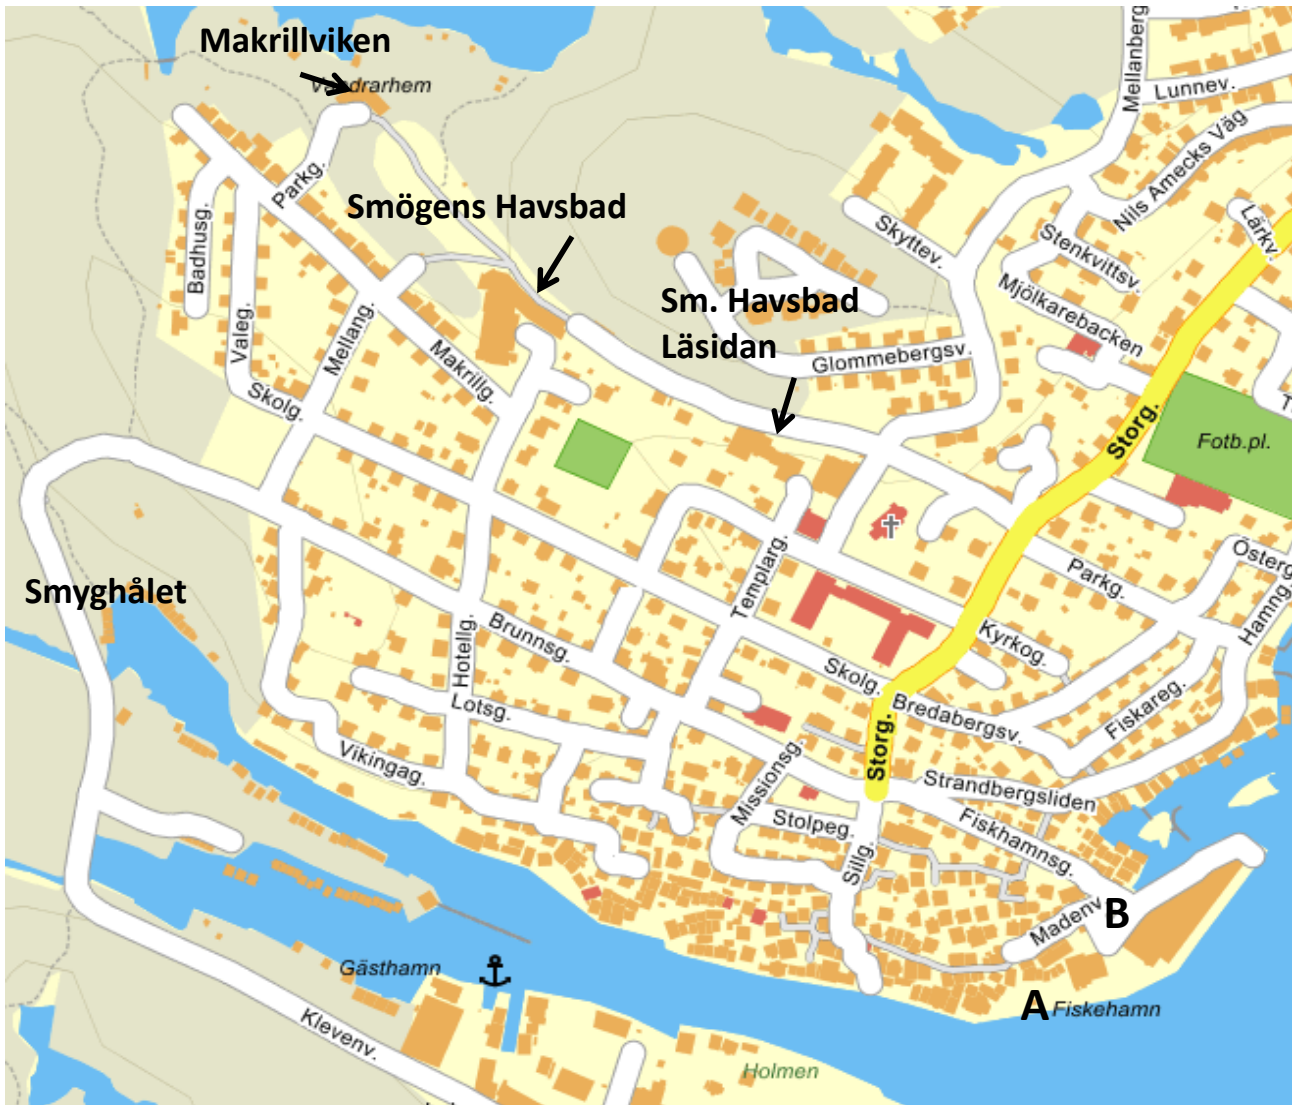 Makrillviken
Vandrarhem
Mellanberg
Lunnev.
Nils Amecks Väg
Parkg.
Smögens Havsbad
Badhusg.
Skyttev.
Stenkvittsv.
Lärkv.
Mjölkarebacken
Sm. Havsbad
Läsidan
Valeg.
Mellang.
Makrillg.
Glommebergsv.
Skolg.
Storg.
Fotb.pl.
Smyghålet
Templarg.
Parkg.
Österg
Hamng.
Brunnsg.
Hotellg.
Kyrkog.
Skolg.
Bredabergsv.
Fiskareg.
Lotsg.
Storg.
Vikingag.
Missionsg.
Strandbergsliden
Stolpeg.
Fiskhamnsg.
Sillg.
Madenv.
B
Gästhamn
A
Fiskehamn
Klevenv.
Holmen